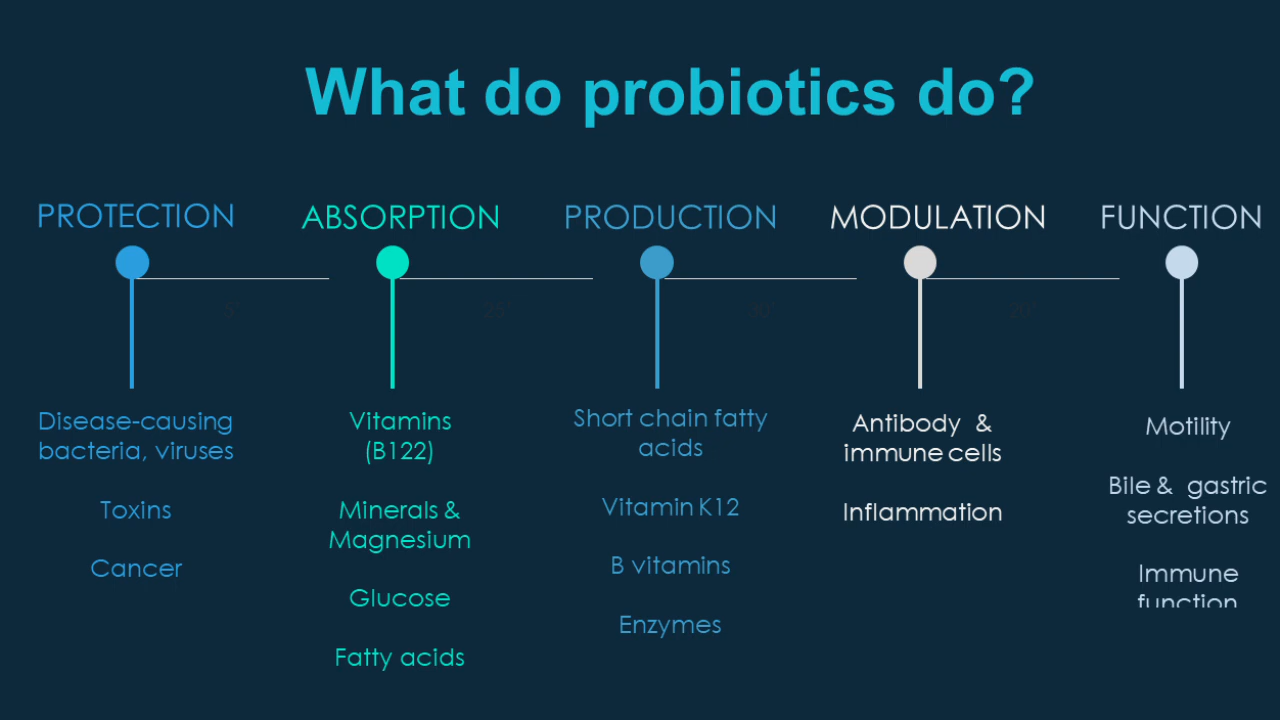 What do probiotics do?
PROTECTION
Disease-causing
bacteria, viruses
Toxins
Cancer
ABSORPTION
Vitamins
(B122)
Minerals &
Magnesium
Glucose
Fatty acids
PRODUCTION
Short chain fatty
acids
Vitamin K12
B vitamins
Enzymes
MODULATION
Antibody & 
immune cells
Inflammation
FUNCTION
Motility
Bile & gastric
secretions
Immune
function